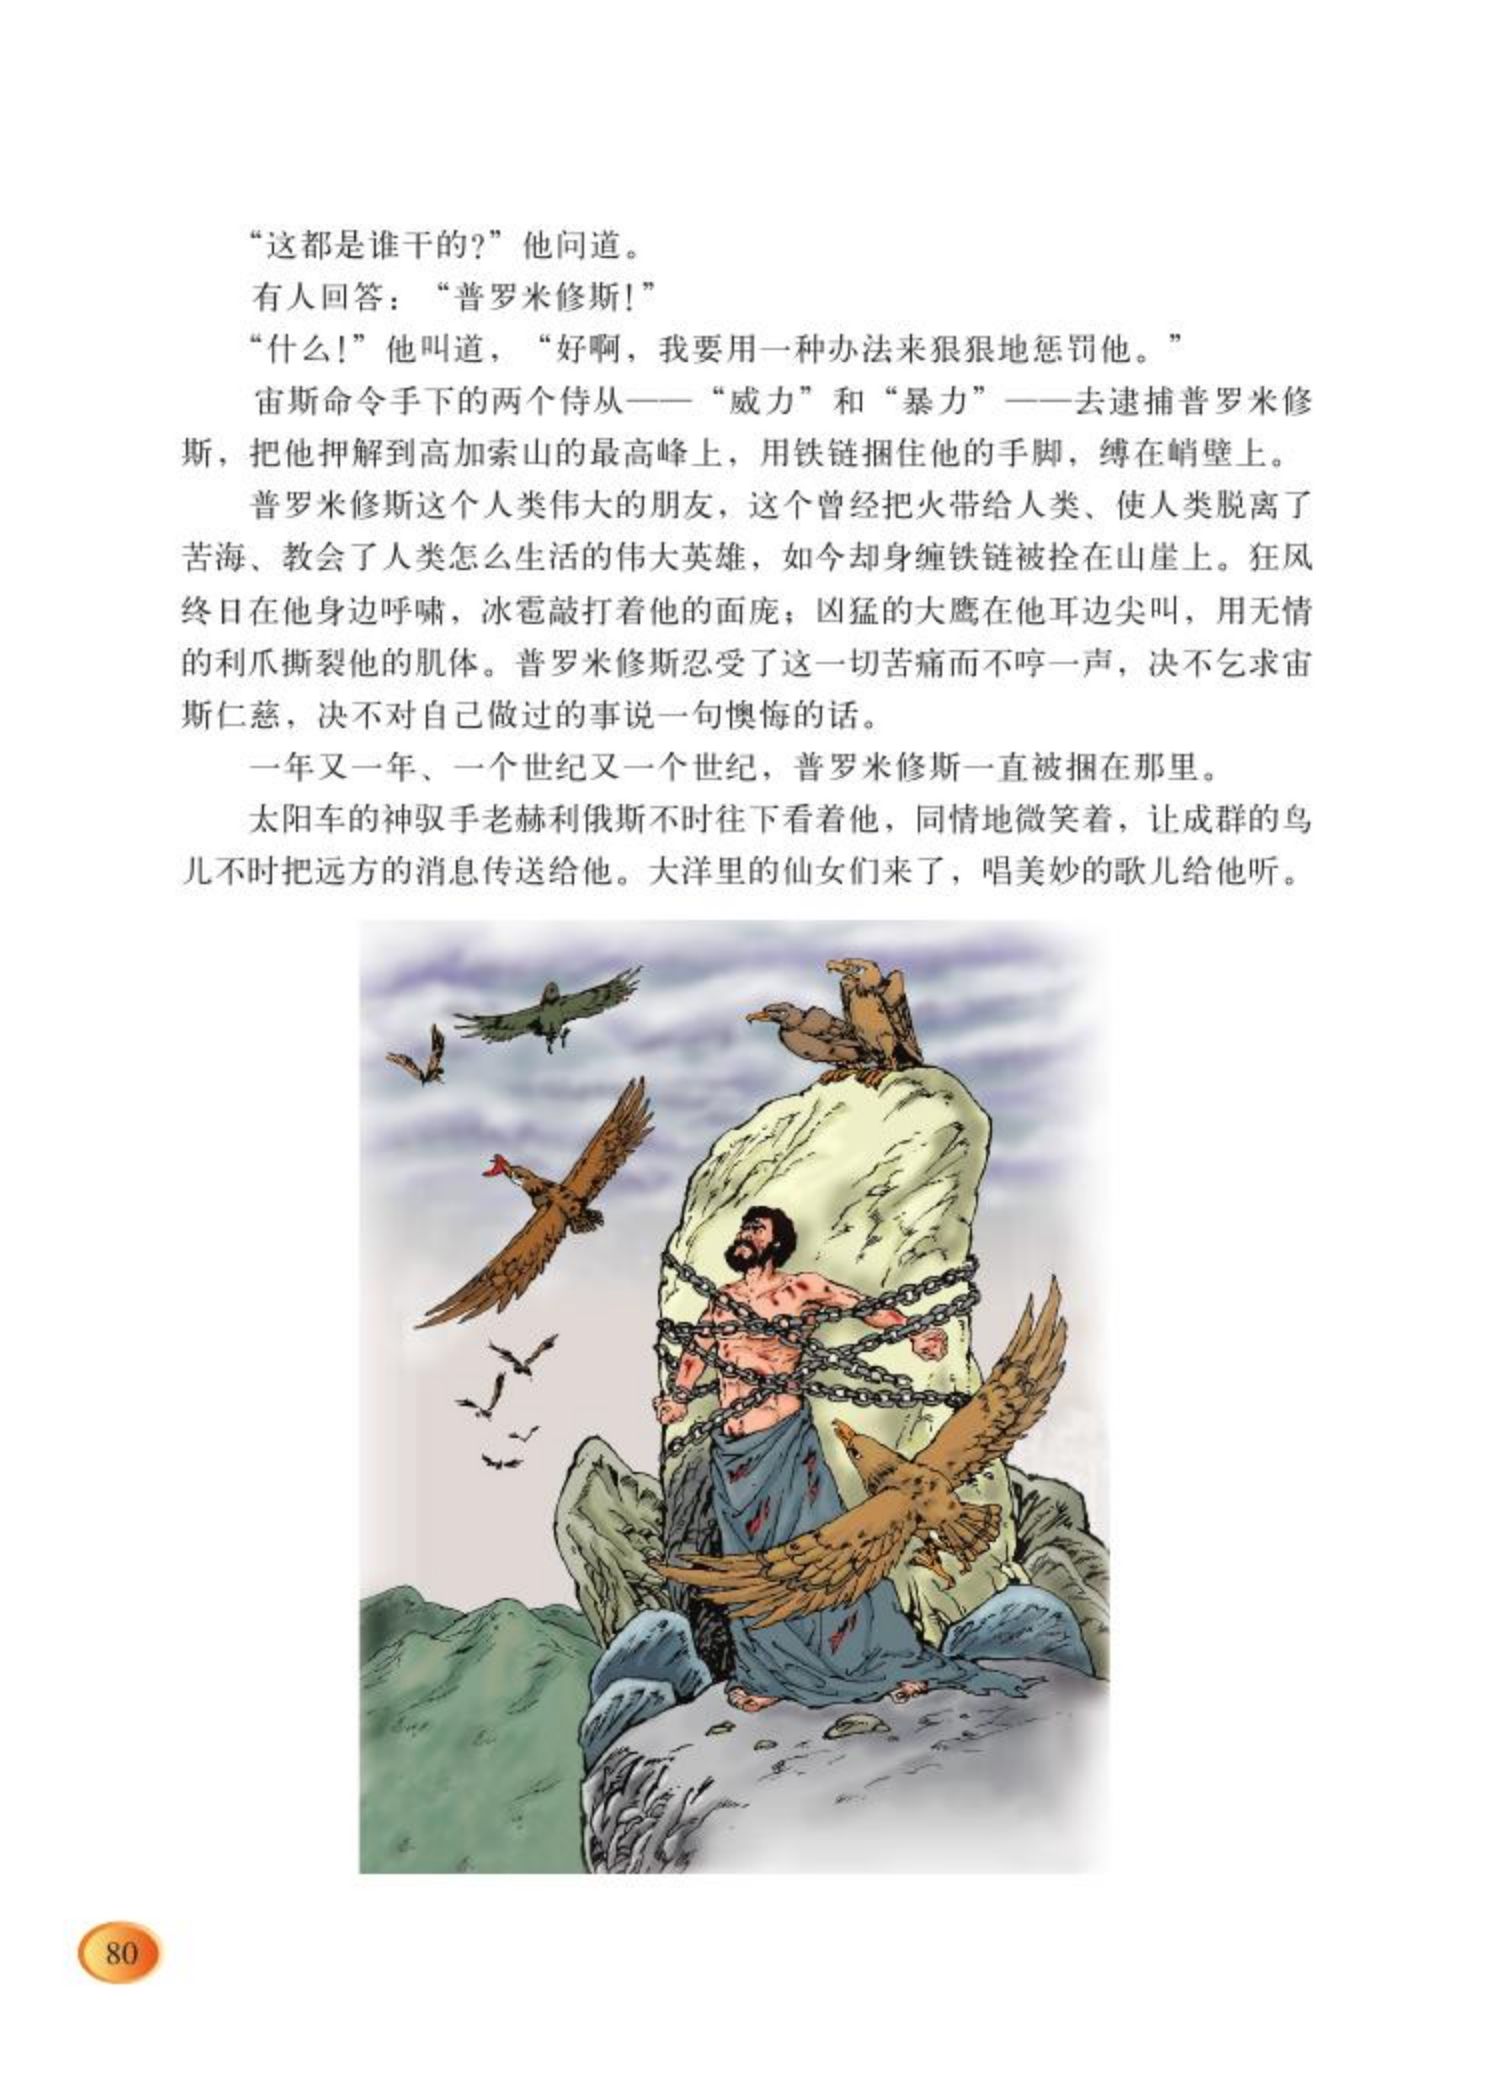 “这都是谁干的?”他问道。
有人回答：“普罗米修斯!”
“什么!”他叫道，“好啊，我要用一种办法来狠狠地惩罚他。”
宙斯命令手下的两个侍从——“威力”和“暴力”——去逮捕普罗米修
斯，把他押解到高加索山的最高峰上，用铁链捆住他的手脚，缚在峭壁上。
普罗米修斯这个人类伟大的朋友，这个曾经把火带给人类、使人类脱离了
苦海、教会了人类怎么生活的伟大英雄，如今却身缠铁链被拴在山崖上。狂风
终日在他身边呼啸，冰雹敲打着他的面庞；凶猛的大鹰在他耳边尖叫，用无情
的利爪撕裂他的肌体。普罗米修斯忍受了这一切苦痛而不哼一声，决不乞求宙
斯仁慈，决不对自己做过的事说一句懊悔的话。
一年又一年、一个世纪又一个世纪，普罗米修斯一直被捆在那里。
太阳车的神驭手老赫利俄斯不时往下看着他，同情地微笑着，让成群的鸟
儿不时把远方的消息传送给他。大洋里的仙女们来了，唱美妙的歌儿给他听。
80